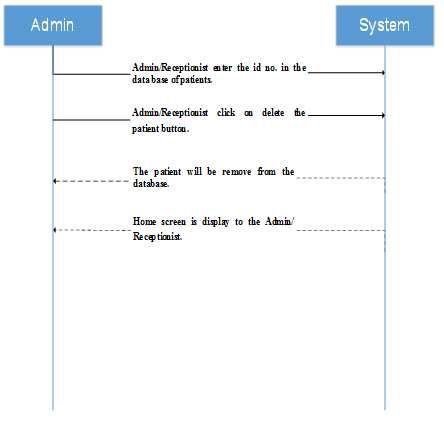 Admin
System
Admin/Receptionist enter the id no. in the
database of patients.
Admin/Receptionist click on delete the
patient button.
The patient will be remove from the
database.
Home screen is display to the Admin/
Receptionist.